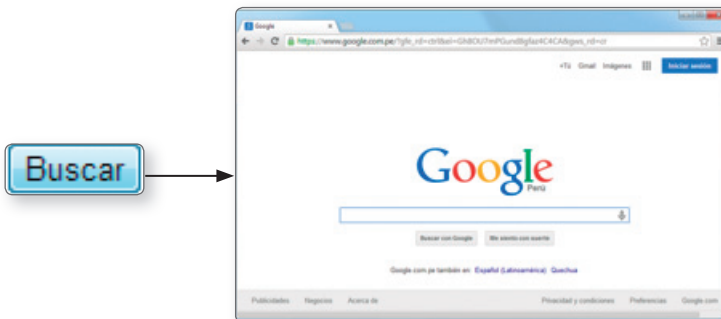 Google
https://www.google.com.pe/
+Tú Gmail Imágenes Iniciar sesión
Buscar
Google
Perú
Buscar con Google Me siento con suerte
Google.com.pe también en: Español (Latinoamérica) Quechua
Publicidades Negocios Acerca de Privacidad y condiciones Preferencias Google.com